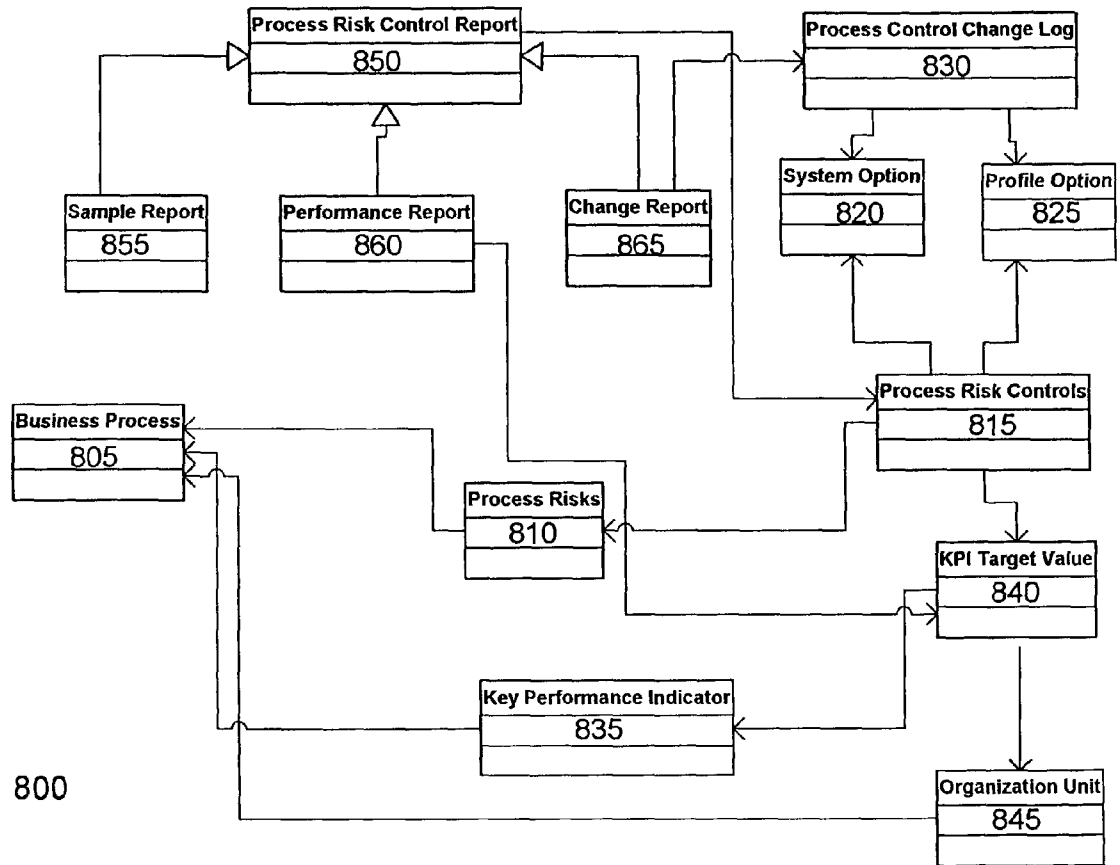 Process Risk Control Report
850
Process Control Change Log
830
System Option
820
Profile Option
825
Sample Report
855
Performance Report
860
Change Report
865
Process Risk Controls
815
Business Process
805
Process Risks
810
KPI Target Value
840
Key Performance Indicator
835
Organization Unit
845
800